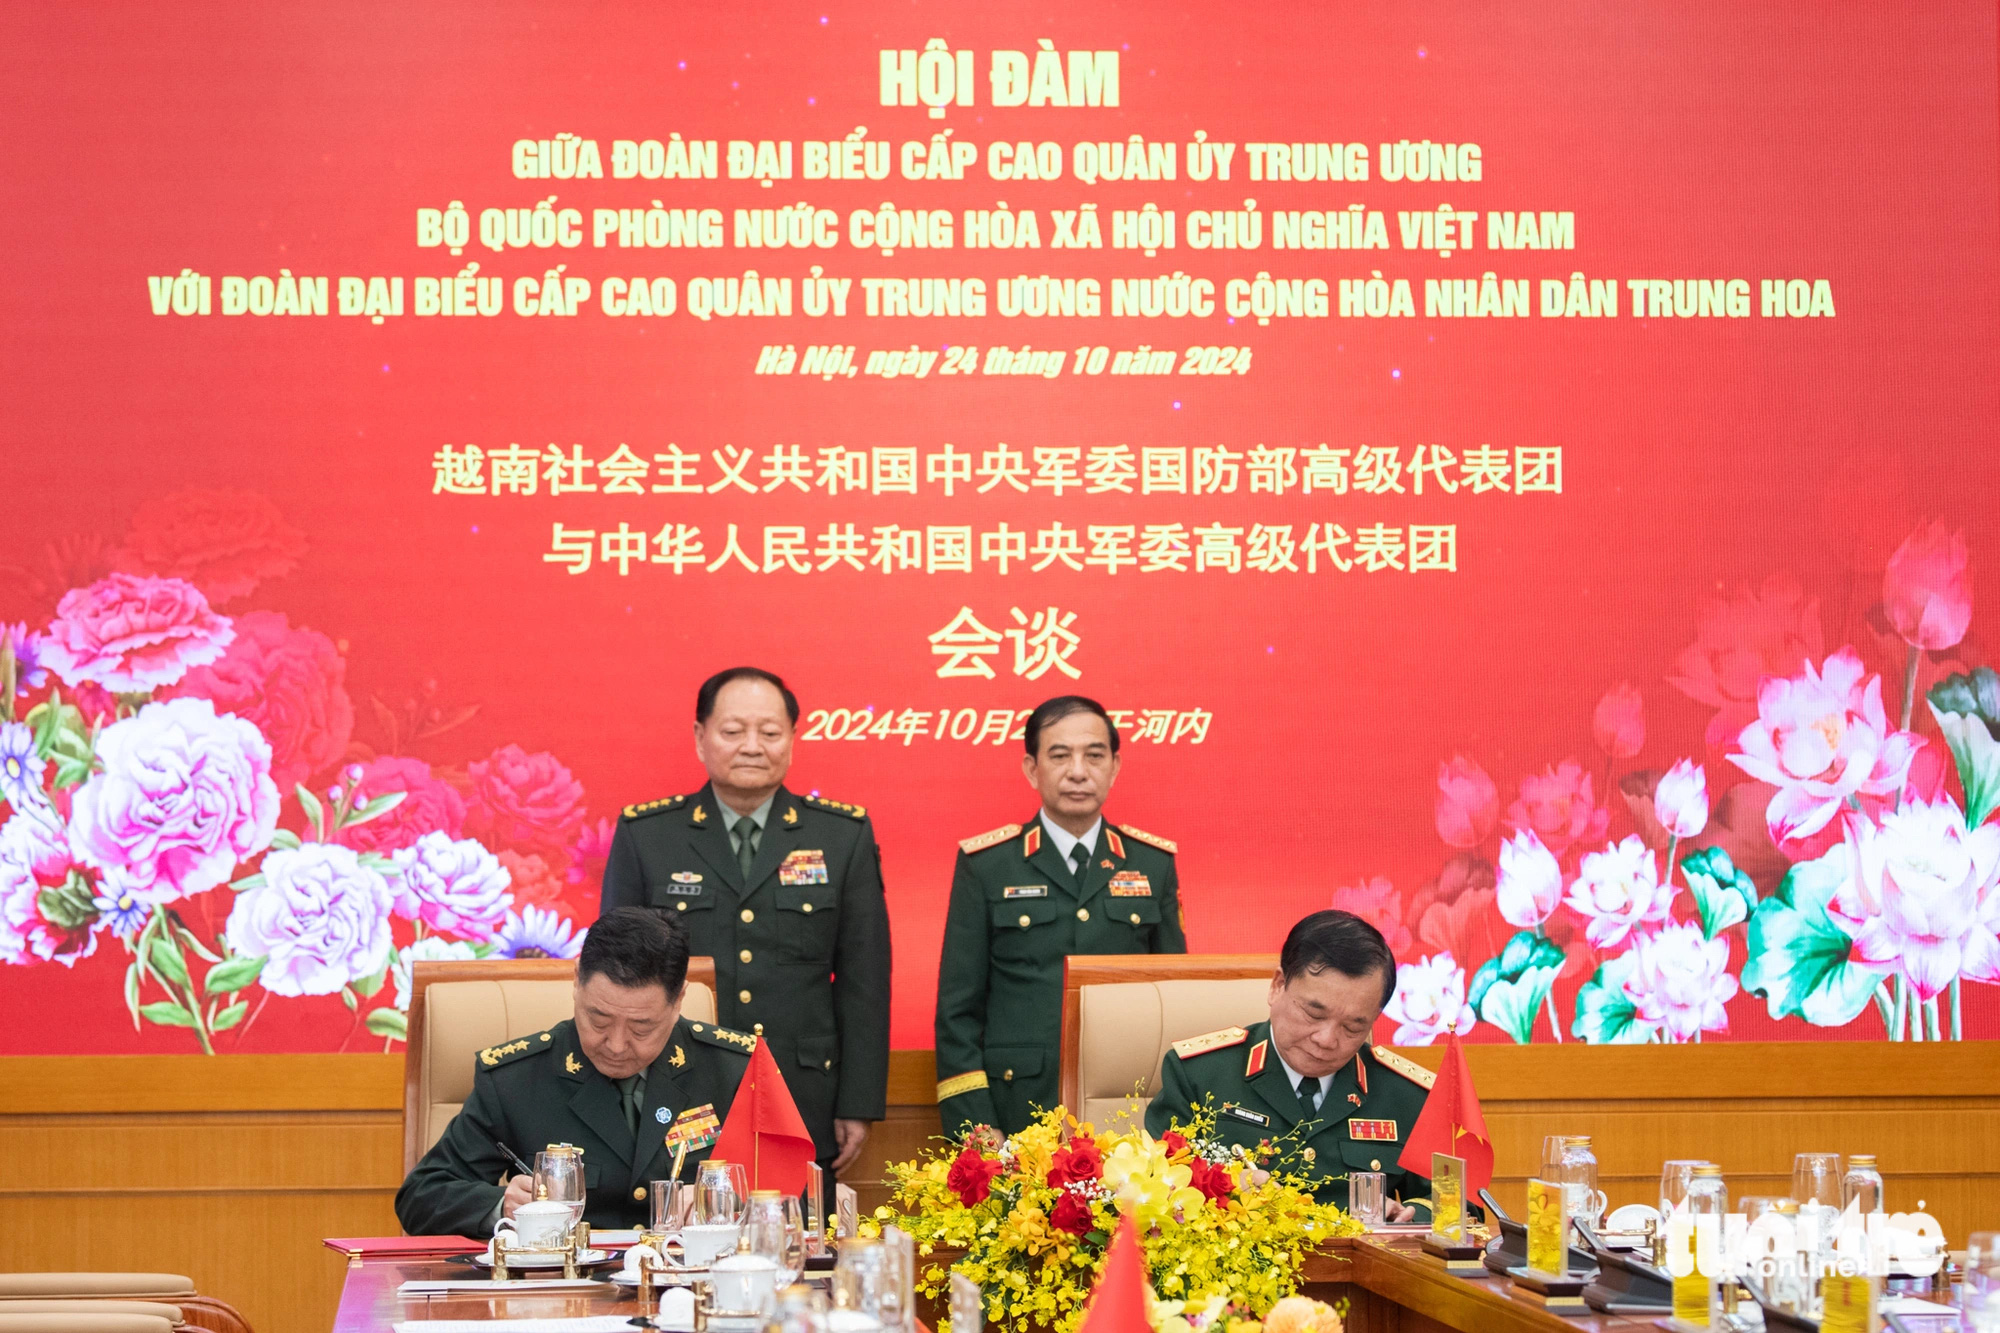 HỘI ĐÀM
GIỮA ĐOÀN ĐẠI BIỂU CẤP CAO QUÂN ỦY TRUNG ƯƠNG
BỘ QUỐC PHÒNG NƯỚC CỘNG HÒA XÃ HỘI CHỦ NGHĨA VIỆT NAM
VỚI ĐOÀN ĐẠI BIỂU CẤP CAO QUÂN ỦY TRUNG ƯƠNG NƯỚC CỘNG HÒA NHÂN DÂN TRUNG HOA
Hà Nội, ngày 24 tháng 10 năm 2024
越南社会主义共和国中央军委国防部高级代表团
与中华人民共和国中央军委高级代表团
会谈
2024年10月2 于河内
tuổi trẻ
online